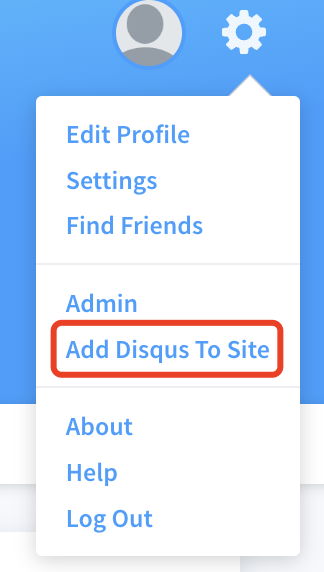 Edit Profile
Settings
Find Friends
Admin
Add Disqus To Site
About
Help
Log Out